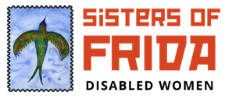 SISTERS OF
FRIDA
DISABLED WOMEN